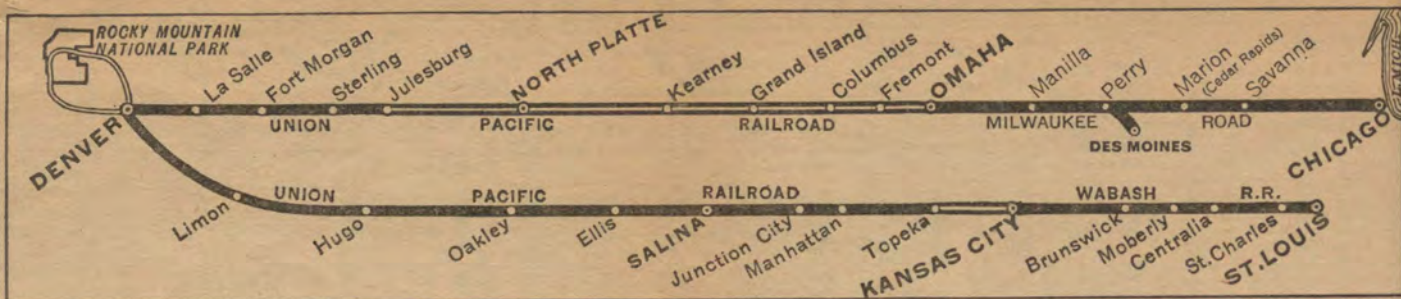 ROCKY MOUNTAIN
NATIONAL PARK
La Salle
Fort Morgan
Sterling
Julesburg
NORTH PLATTE
Kearney
Grand Island
Columbus
Fremont
OMAHA
Manilla
Perry
Marion
(Cedar Rapids)
Savanna
L. MICH.
DENVER
UNION PACIFIC RAILROAD
MILWAUKEE ROAD
DES MOINES
CHICAGO
UNION PACIFIC RAILROAD
WABASH R.R.
Limon
Hugo
Oakley
Ellis
SALINA
Junction City
Manhattan
Topeka
KANSAS CITY
Brunswick
Moberly
Centralia
St. Charles
ST. LOUIS